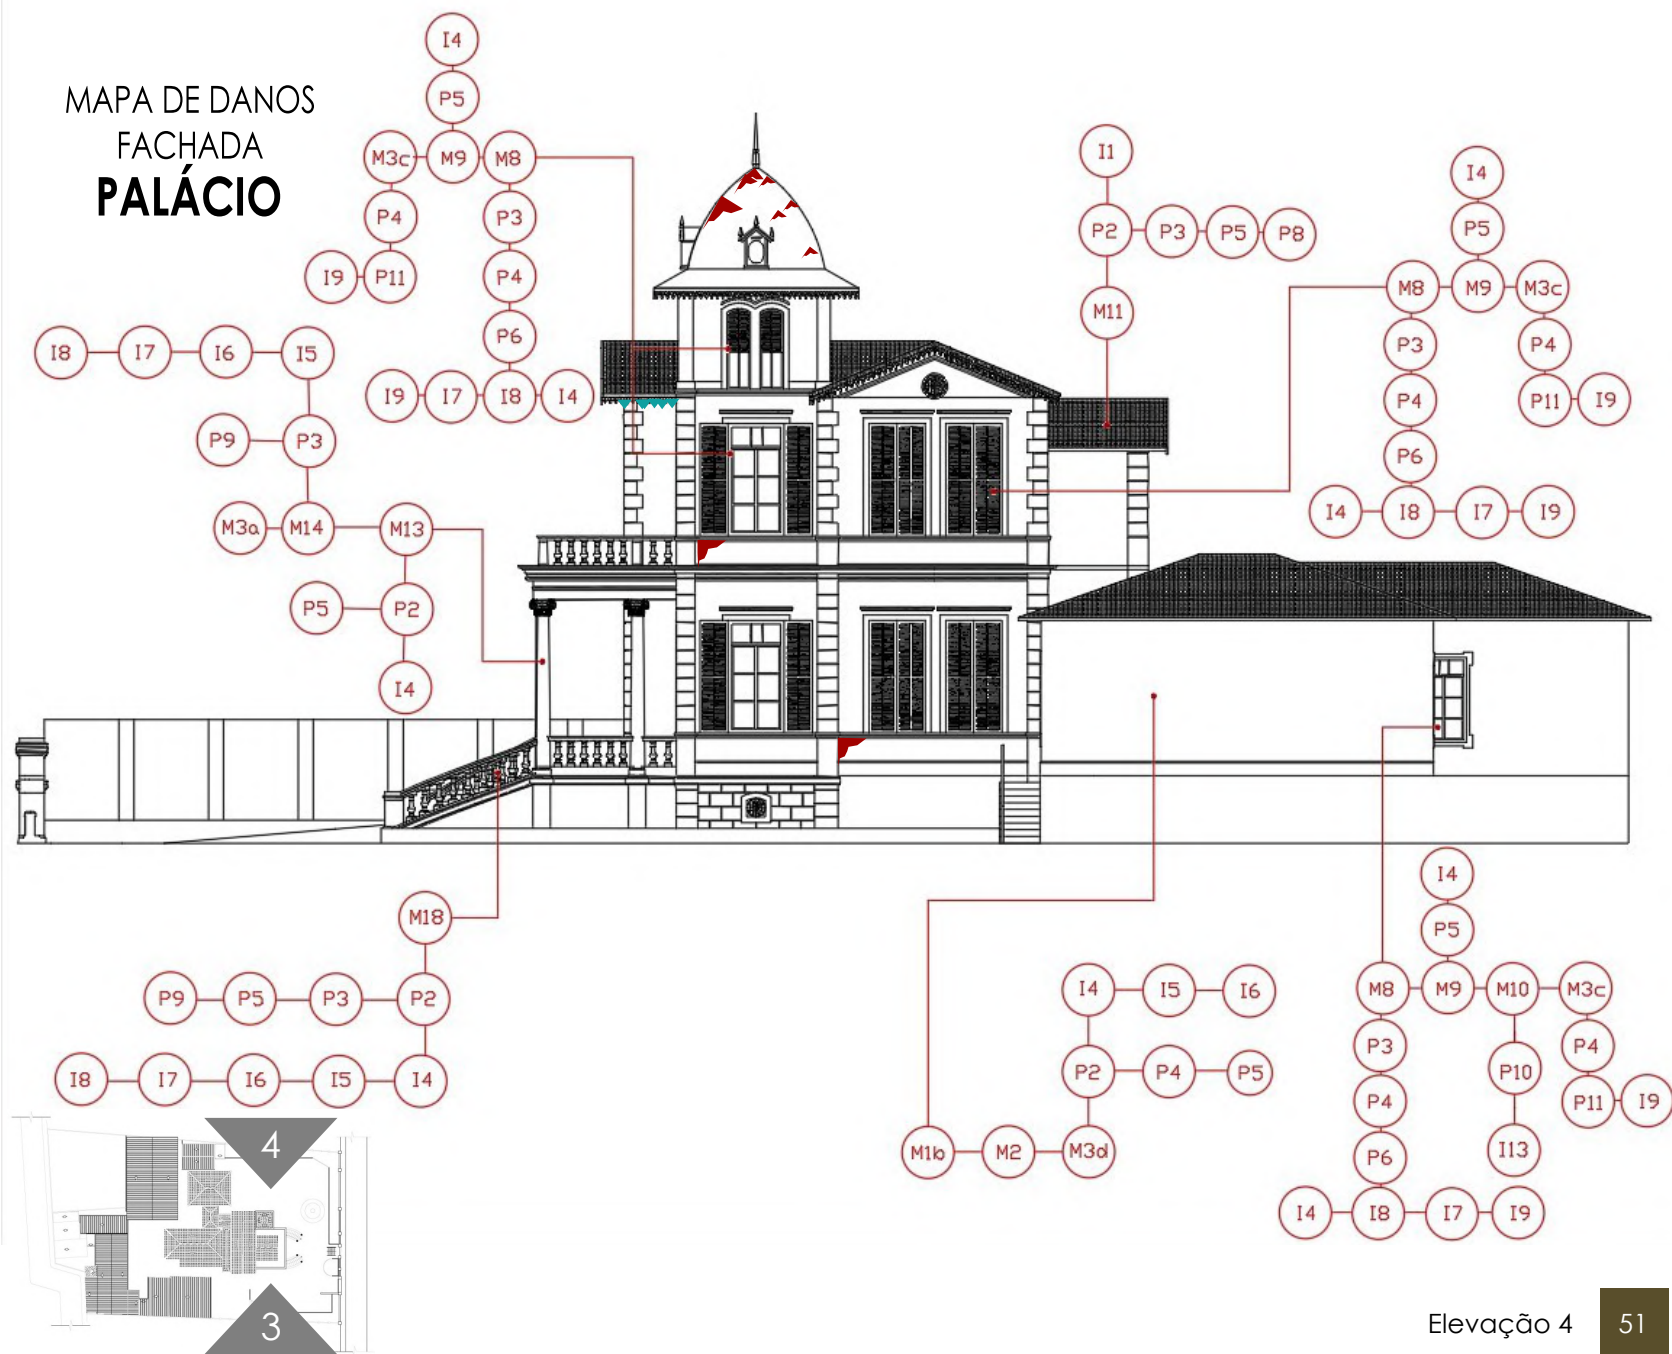 MAPA DE DANOS
FACHADA
PALÁCIO
I4
P5
M3c M9 M8
P4 P3
I9 P11 P4
P6
I9 I7 I8 I4
I8 I7 I6 I5
P9 P3
M3a M14 M13
P5 P2
I4
I1
P2 P3 P5 P8
M11
I4
P5
M8 M9 M3c
P3 P4
P4 P11 I9
P6
I4 I8 I7 I9
M18
P9 P5 P3 P2
I8 I7 I6 I5 I4
I4 I5 I6
P2 P4 P5
M1b M2 M3d
I4
P5
M8 M9 M10 M3c
P3 P10 P4
P4 I13 P11 I9
P6
I4 I8 I7 I9
4
3
Elevação 4 51